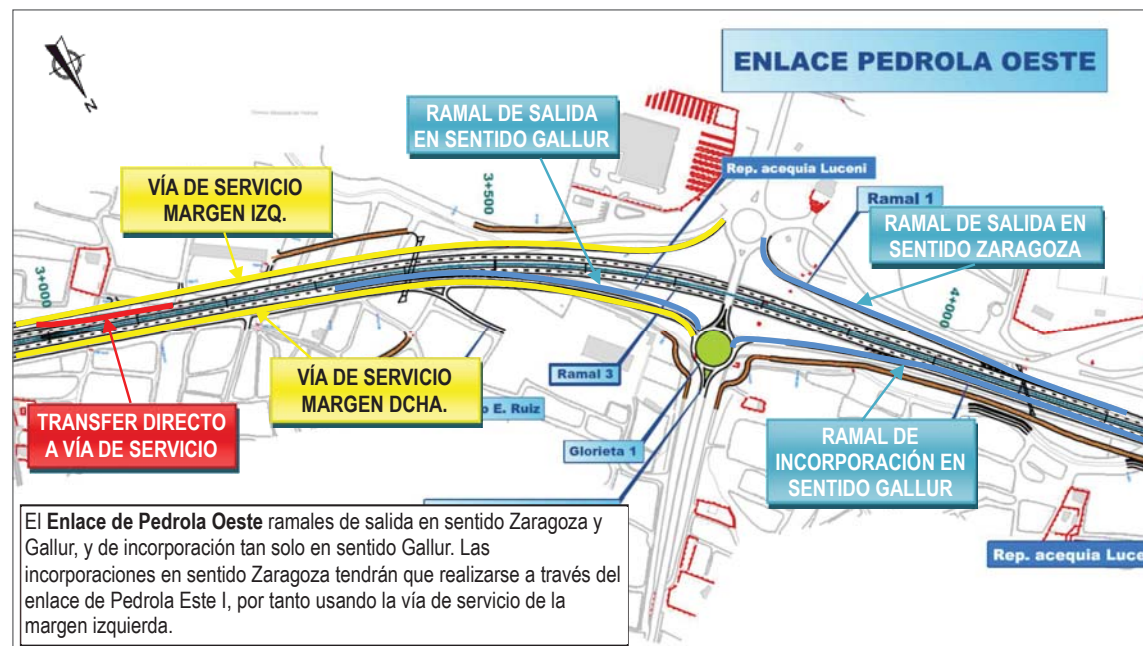 ENLACE PEDROLA OESTE
N
RAMAL DE SALIDA
EN SENTIDO GALLUR
3+500
Rep. acequia Luceni
VÍA DE SERVICIO
MARGEN IZQ.
Ramal 1
RAMAL DE SALIDA EN
SENTIDO ZARAGOZA
3+000
4+000
VÍA DE SERVICIO
MARGEN DCHA.
Ramal 3
o E. Ruiz
TRANSFER DIRECTO
A VÍA DE SERVICIO
Glorieta 1
RAMAL DE
INCORPORACIÓN EN
SENTIDO GALLUR
Rep. acequia Luce
El Enlace de Pedrola Oeste ramales de salida en sentido Zaragoza y
Gallur, y de incorporación tan solo en sentido Gallur. Las
incorporaciones en sentido Zaragoza tendrán que realizarse a través del
enlace de Pedrola Este I, por tanto usando la vía de servicio de la
margen izquierda.